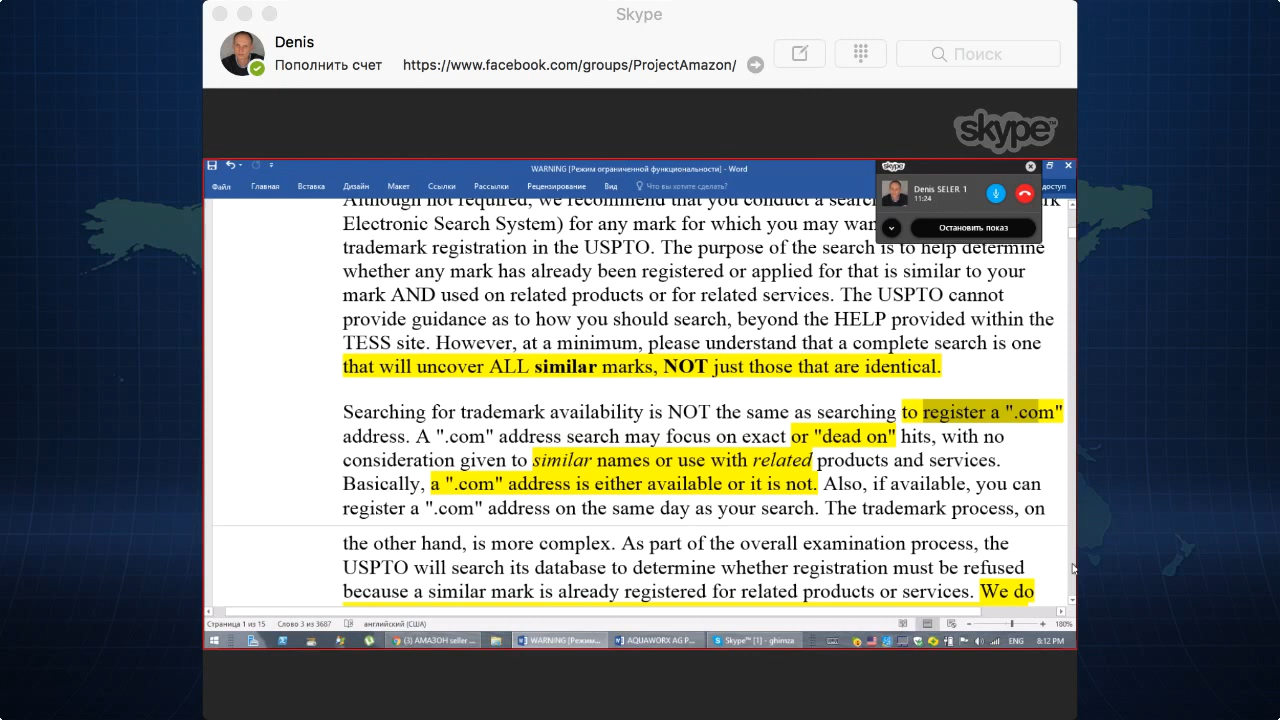 Skype
Denis
Пополнить счет https://www.facebook.com/groups/ProjectAmazon/
Поиск
skype™
WARNING [Режим ограниченной функциональности] - Word
Файл Главная Вставка Дизайн Макет Ссылки Рассылки Рецензирование Вид Что вы хотите сделать? доступ
skype
Denis SELER 1
11:24
Остановить показ
Although not required, we recommend that you conduct a search
Electronic Search System) for any mark for which you may
trademark registration in the USPTO. The purpose of the search is to help determine
whether any mark has already been registered or applied for that is similar to your
mark AND used on related products or for related services. The USPTO cannot
provide guidance as to how you should search, beyond the HELP provided within the
TESS site. However, at a minimum, please understand that a complete search is one
that will uncover ALL similar marks, NOT just those that are identical.
Searching for trademark availability is NOT the same as searching to register a ".com"
address. A ".com" address search may focus on exact or "dead on" hits, with no
consideration given to similar names or use with related products and services.
Basically, a ".com" address is either available or it is not. Also, if available, you can
register a ".com" address on the same day as your search. The trademark process, on
the other hand, is more complex. As part of the overall examination process, the
USPTO will search its database to determine whether registration must be refused
because a similar mark is already registered for related products or services. We do
Страница 1 из 15 Слово 3 из 3687 английский (США) 180%
(3) АМАЗОН seller ... WARNING [Режим... AQUAWORX AG P... Skype™ [1] - ghimza ENG 8:12 PM